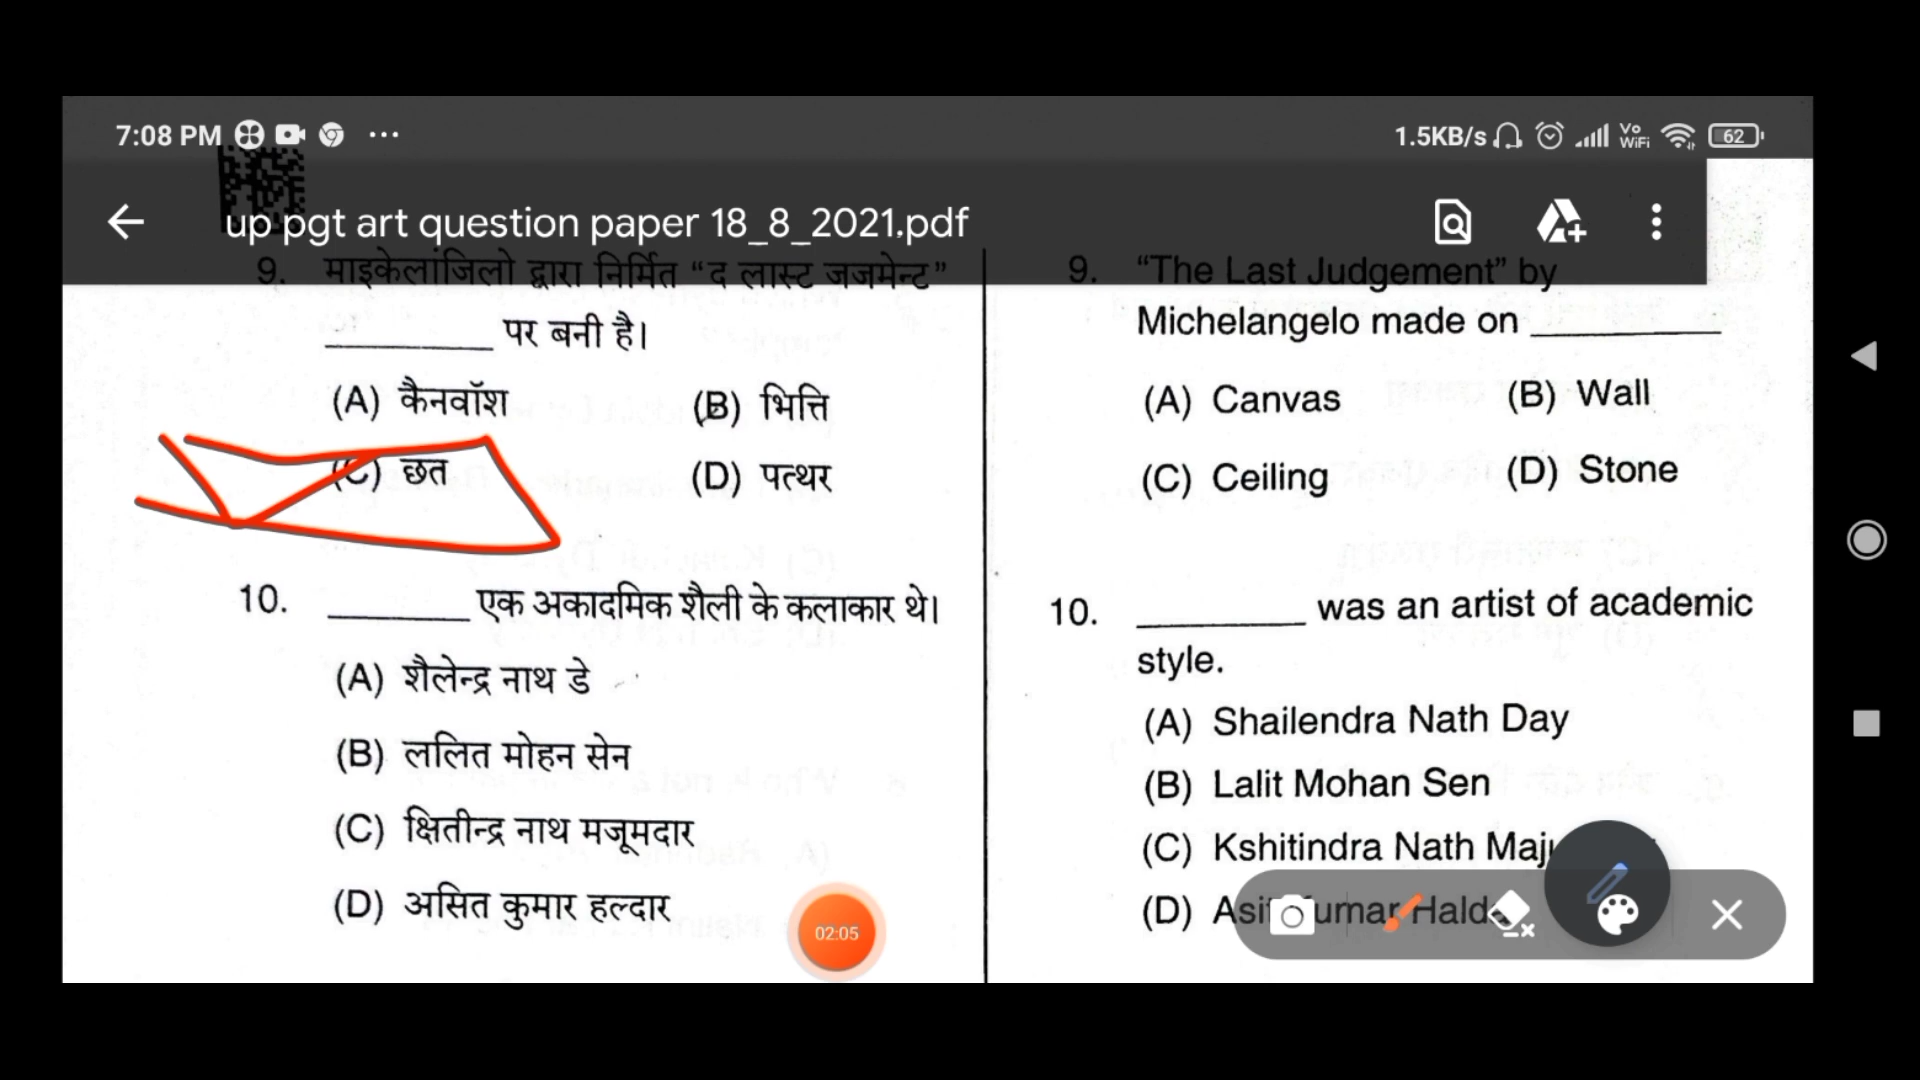 7:08 PM ...
1.5KB/s Vo WiFi 62
up pgt art question paper 18_8_2021.pdf
9. माइकेलांजिलो द्वारा निर्मित “द लास्ट जजमेन्ट”
________ पर बनी है।
(A) कैनवॉश (B) भित्ति
(C) छत (D) पत्थर
10. ________ एक अकादमिक शैली के कलाकार थे।
(A) शैलेन्द्र नाथ डे
(B) ललित मोहन सेन
(C) क्षितीन्द्र नाथ मजूमदार
(D) असित कुमार हल्दार
02:05
9. “The Last Judgement” by
Michelangelo made on ________
(A) Canvas (B) Wall
(C) Ceiling (D) Stone
10. ________ was an artist of academic
style.
(A) Shailendra Nath Day
(B) Lalit Mohan Sen
(C) Kshitindra Nath
(D)